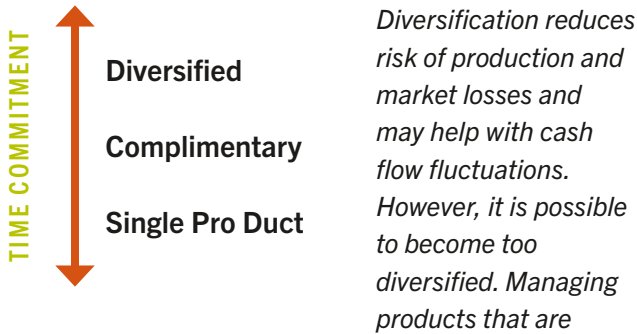 TIME COMMITMENT
Diversified
Complimentary
Single Pro Duct
Diversification reduces
risk of production and
market losses and
may help with cash
flow fluctuations.
However, it is possible
to become too
diversified. Managing
products that are